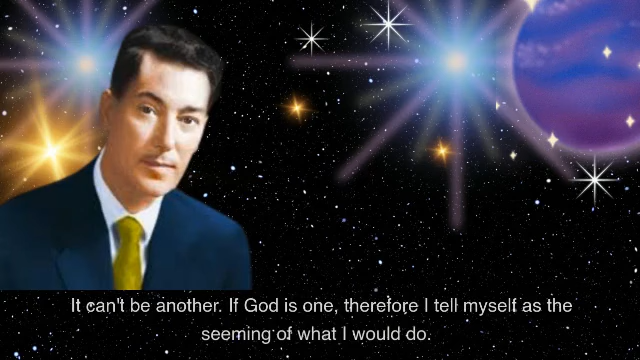 It can't be another. If God is one, therefore I tell myself as the
seeming of what I would do.